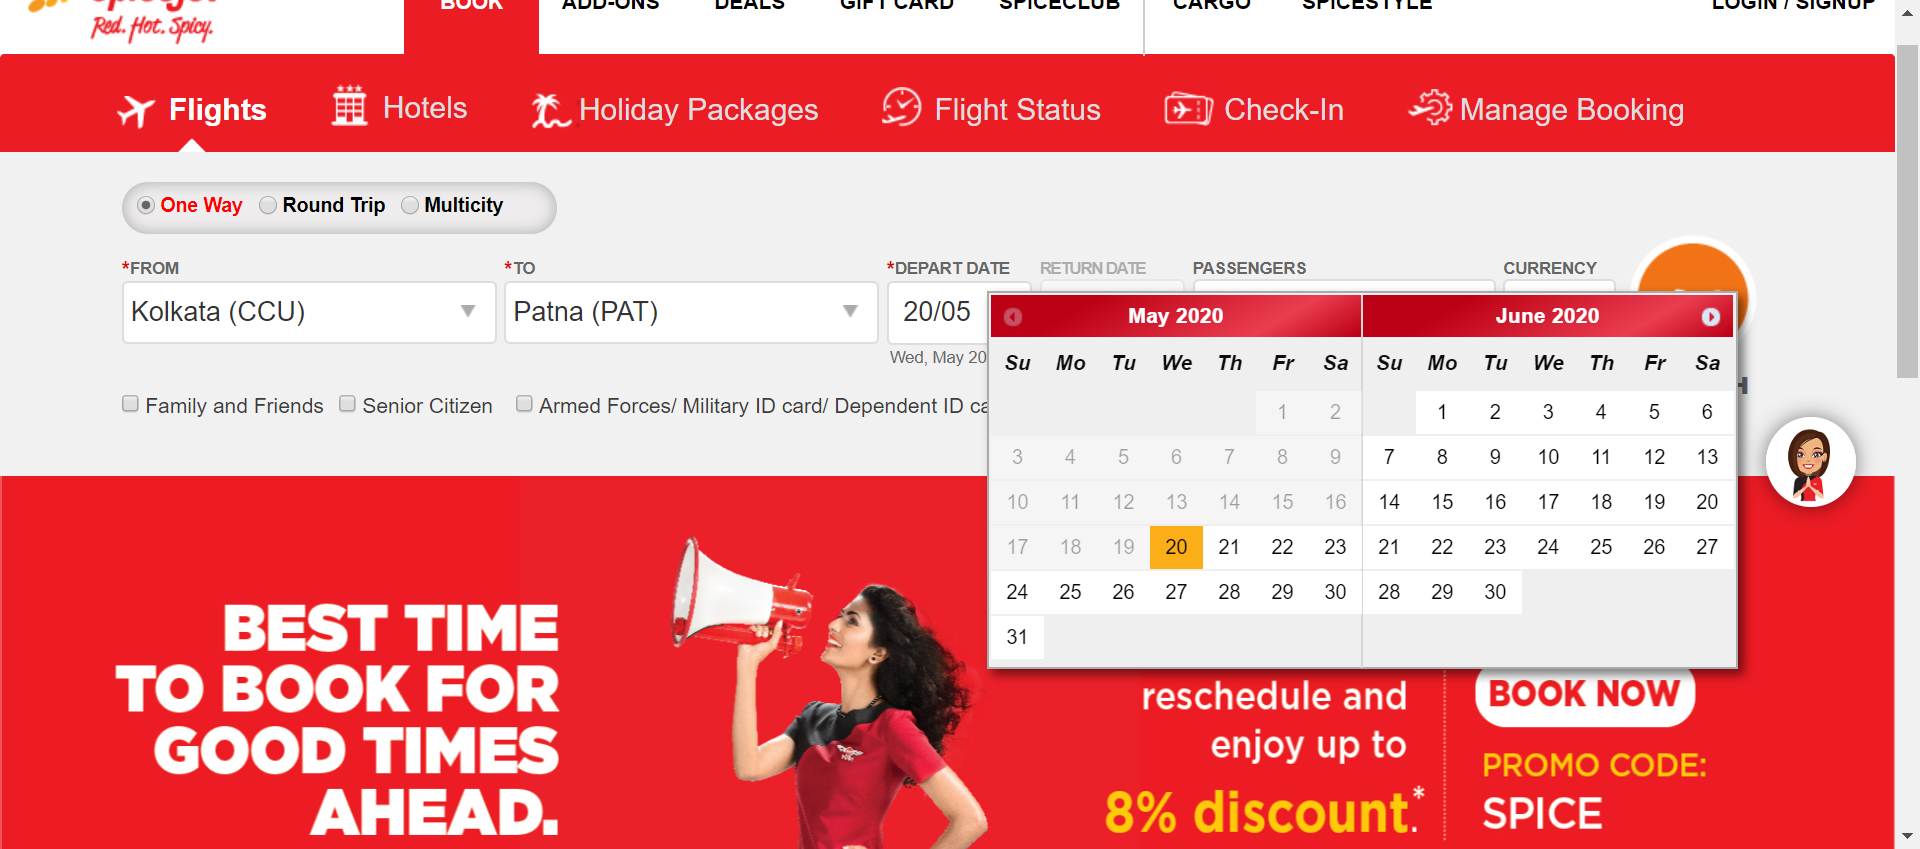 Red. Hot. Spicy.
BOOK ADD-ONS DEALS GIFT CARD SPICECLUB CARGO SPICESTYLE LOGIN / SIGNUP
Flights Hotels Holiday Packages Flight Status Check-In Manage Booking
One Way Round Trip Multicity
*FROM *TO *DEPART DATE RETURN DATE PASSENGERS CURRENCY
Kolkata (CCU) Patna (PAT) 20/05
Wed, May 20
Family and Friends Senior Citizen Armed Forces/ Military ID card/ Dependent ID ca
May 2020 June 2020
Su Mo Tu We Th Fr Sa Su Mo Tu We Th Fr Sa
1 2 1 2 3 4 5 6
3 4 5 6 7 8 9 7 8 9 10 11 12 13
10 11 12 13 14 15 16 14 15 16 17 18 19 20
17 18 19 20 21 22 23 21 22 23 24 25 26 27
24 25 26 27 28 29 30 28 29 30
31
BEST TIME
TO BOOK FOR
GOOD TIMES
AHEAD.
reschedule and
enjoy up to
8% discount.*
BOOK NOW
PROMO CODE:
SPICE